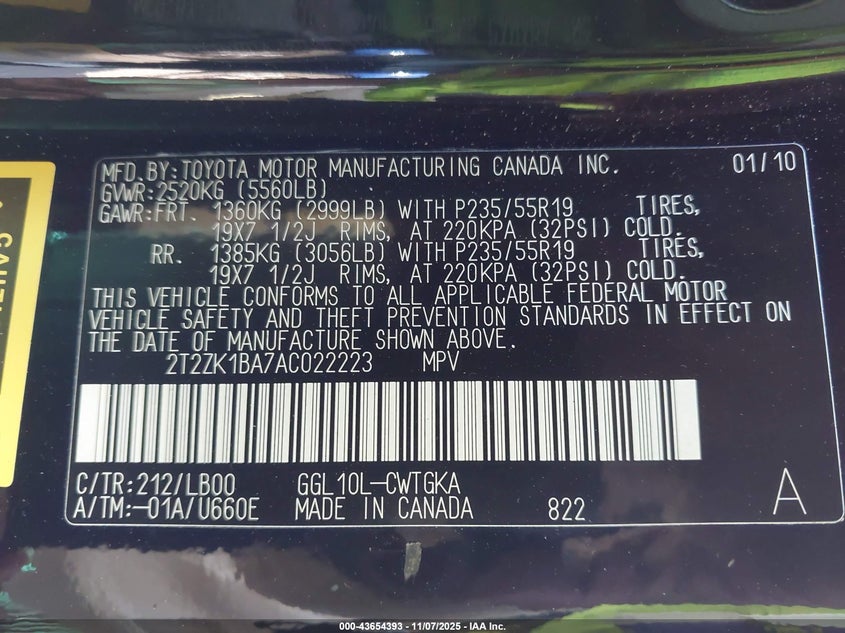 MFD. BY: TOYOTA MOTOR MANUFACTURING CANADA INC. 01/10
GVWR: 2520KG (5560LB)
GAWR: FRT. 1360KG (2999LB) WITH P235/55R19 TIRES,
19X7 1/2J RIMS, AT 220KPA (32PSI) COLD.
RR. 1385KG (3056LB) WITH P235/55R19 TIRES,
19X7 1/2J RIMS, AT 220KPA (32PSI) COLD.
THIS VEHICLE CONFORMS TO ALL APPLICABLE FEDERAL MOTOR
VEHICLE SAFETY AND THEFT PREVENTION STANDARDS IN EFFECT ON
THE DATE OF MANUFACTURE SHOWN ABOVE.
2T2ZK1BA7AC022223 MPV
C/TR: 212/LB00 GGL10L-CWTGKA
A/TM: -01A/U660E MADE IN CANADA 822 A
000-43654393 - 11/07/2025 - IAA Inc.